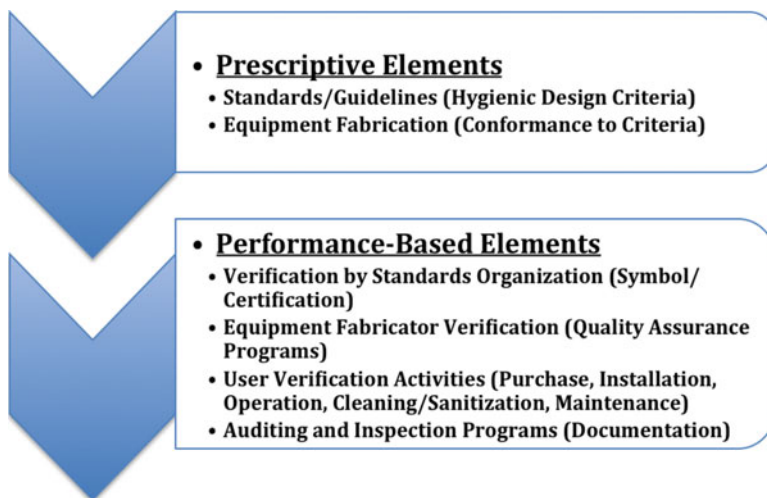 • Prescriptive Elements
• Standards/Guidelines (Hygienic Design Criteria)
• Equipment Fabrication (Conformance to Criteria)
• Performance-Based Elements
• Verification by Standards Organization (Symbol/
Certification)
• Equipment Fabricator Verification (Quality Assurance
Programs)
• User Verification Activities (Purchase, Installation,
Operation, Cleaning/Sanitization, Maintenance)
• Auditing and Inspection Programs (Documentation)